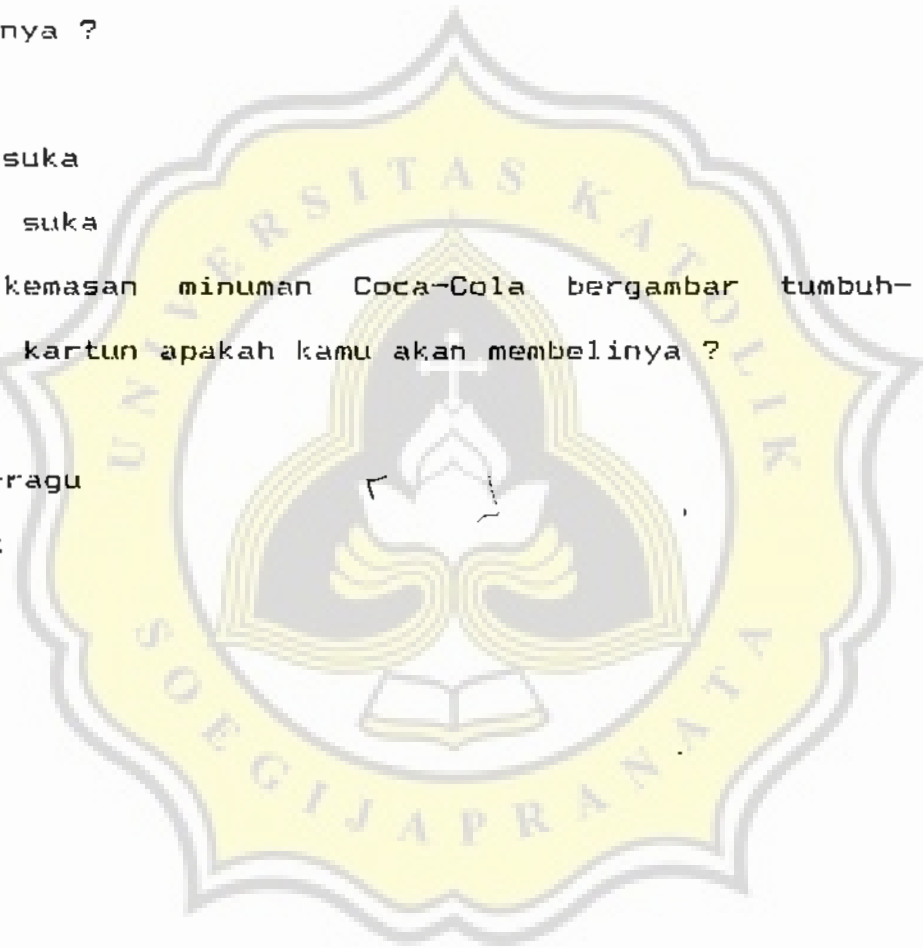 nya ?
suka
suka
kemasan minuman Coca-Cola bergambar tumbuh-
kartun apakah kamu akan membelinya ?
-ragu
UNIVERSITAS KATOLIK
SOEGIJAPRANATA